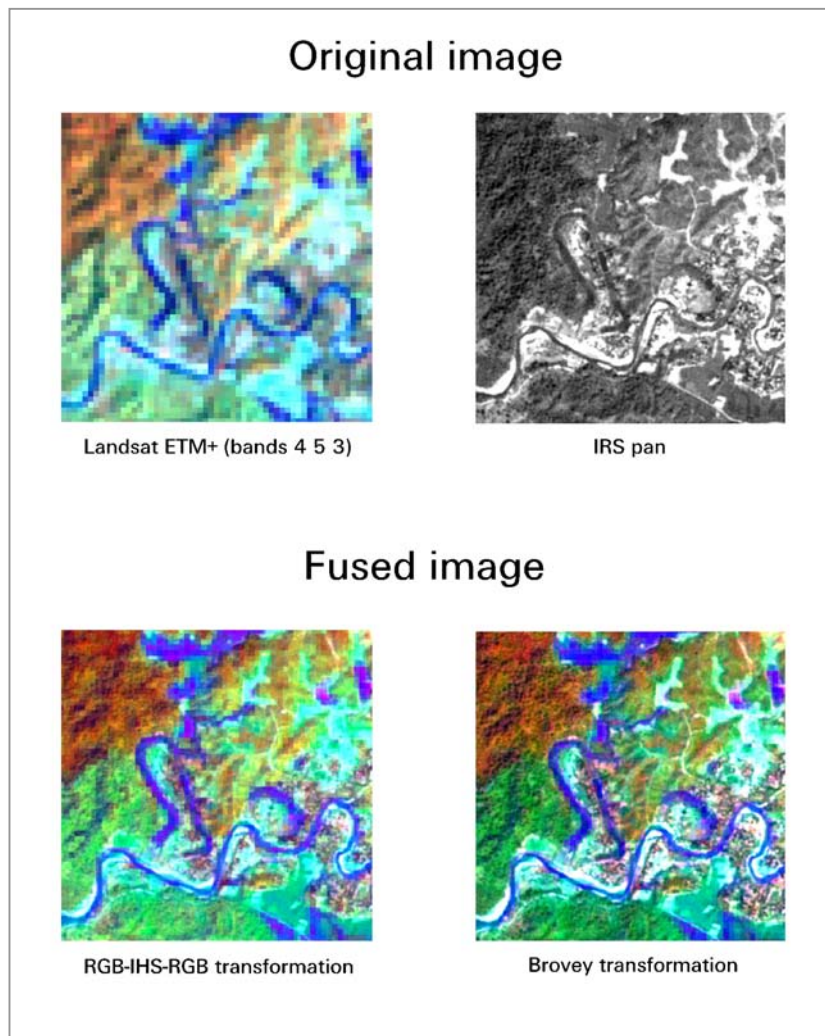 Original image
Landsat ETM+ (bands 4 5 3)
IRS pan
Fused image
RGB-IHS-RGB transformation
Brovey transformation